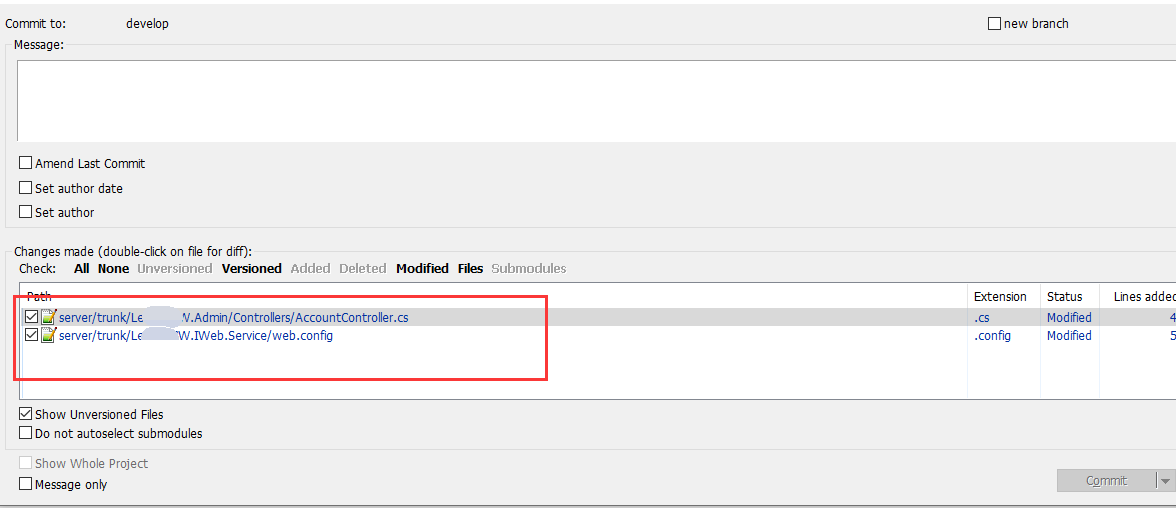 Commit to: develop new branch
Message:
Amend Last Commit
Set author date
Set author
Changes made (double-click on file for diff):
Check: All None Unversioned Versioned Added Deleted Modified Files Submodules
Path Extension Status Lines added
server/trunk/Le W.Admin/Controllers/AccountController.cs .cs Modified 4
server/trunk/Le W.IWeb.Service/web.config .config Modified 5
Show Unversioned Files
Do not autoselect submodules
Show Whole Project
Message only
Commit